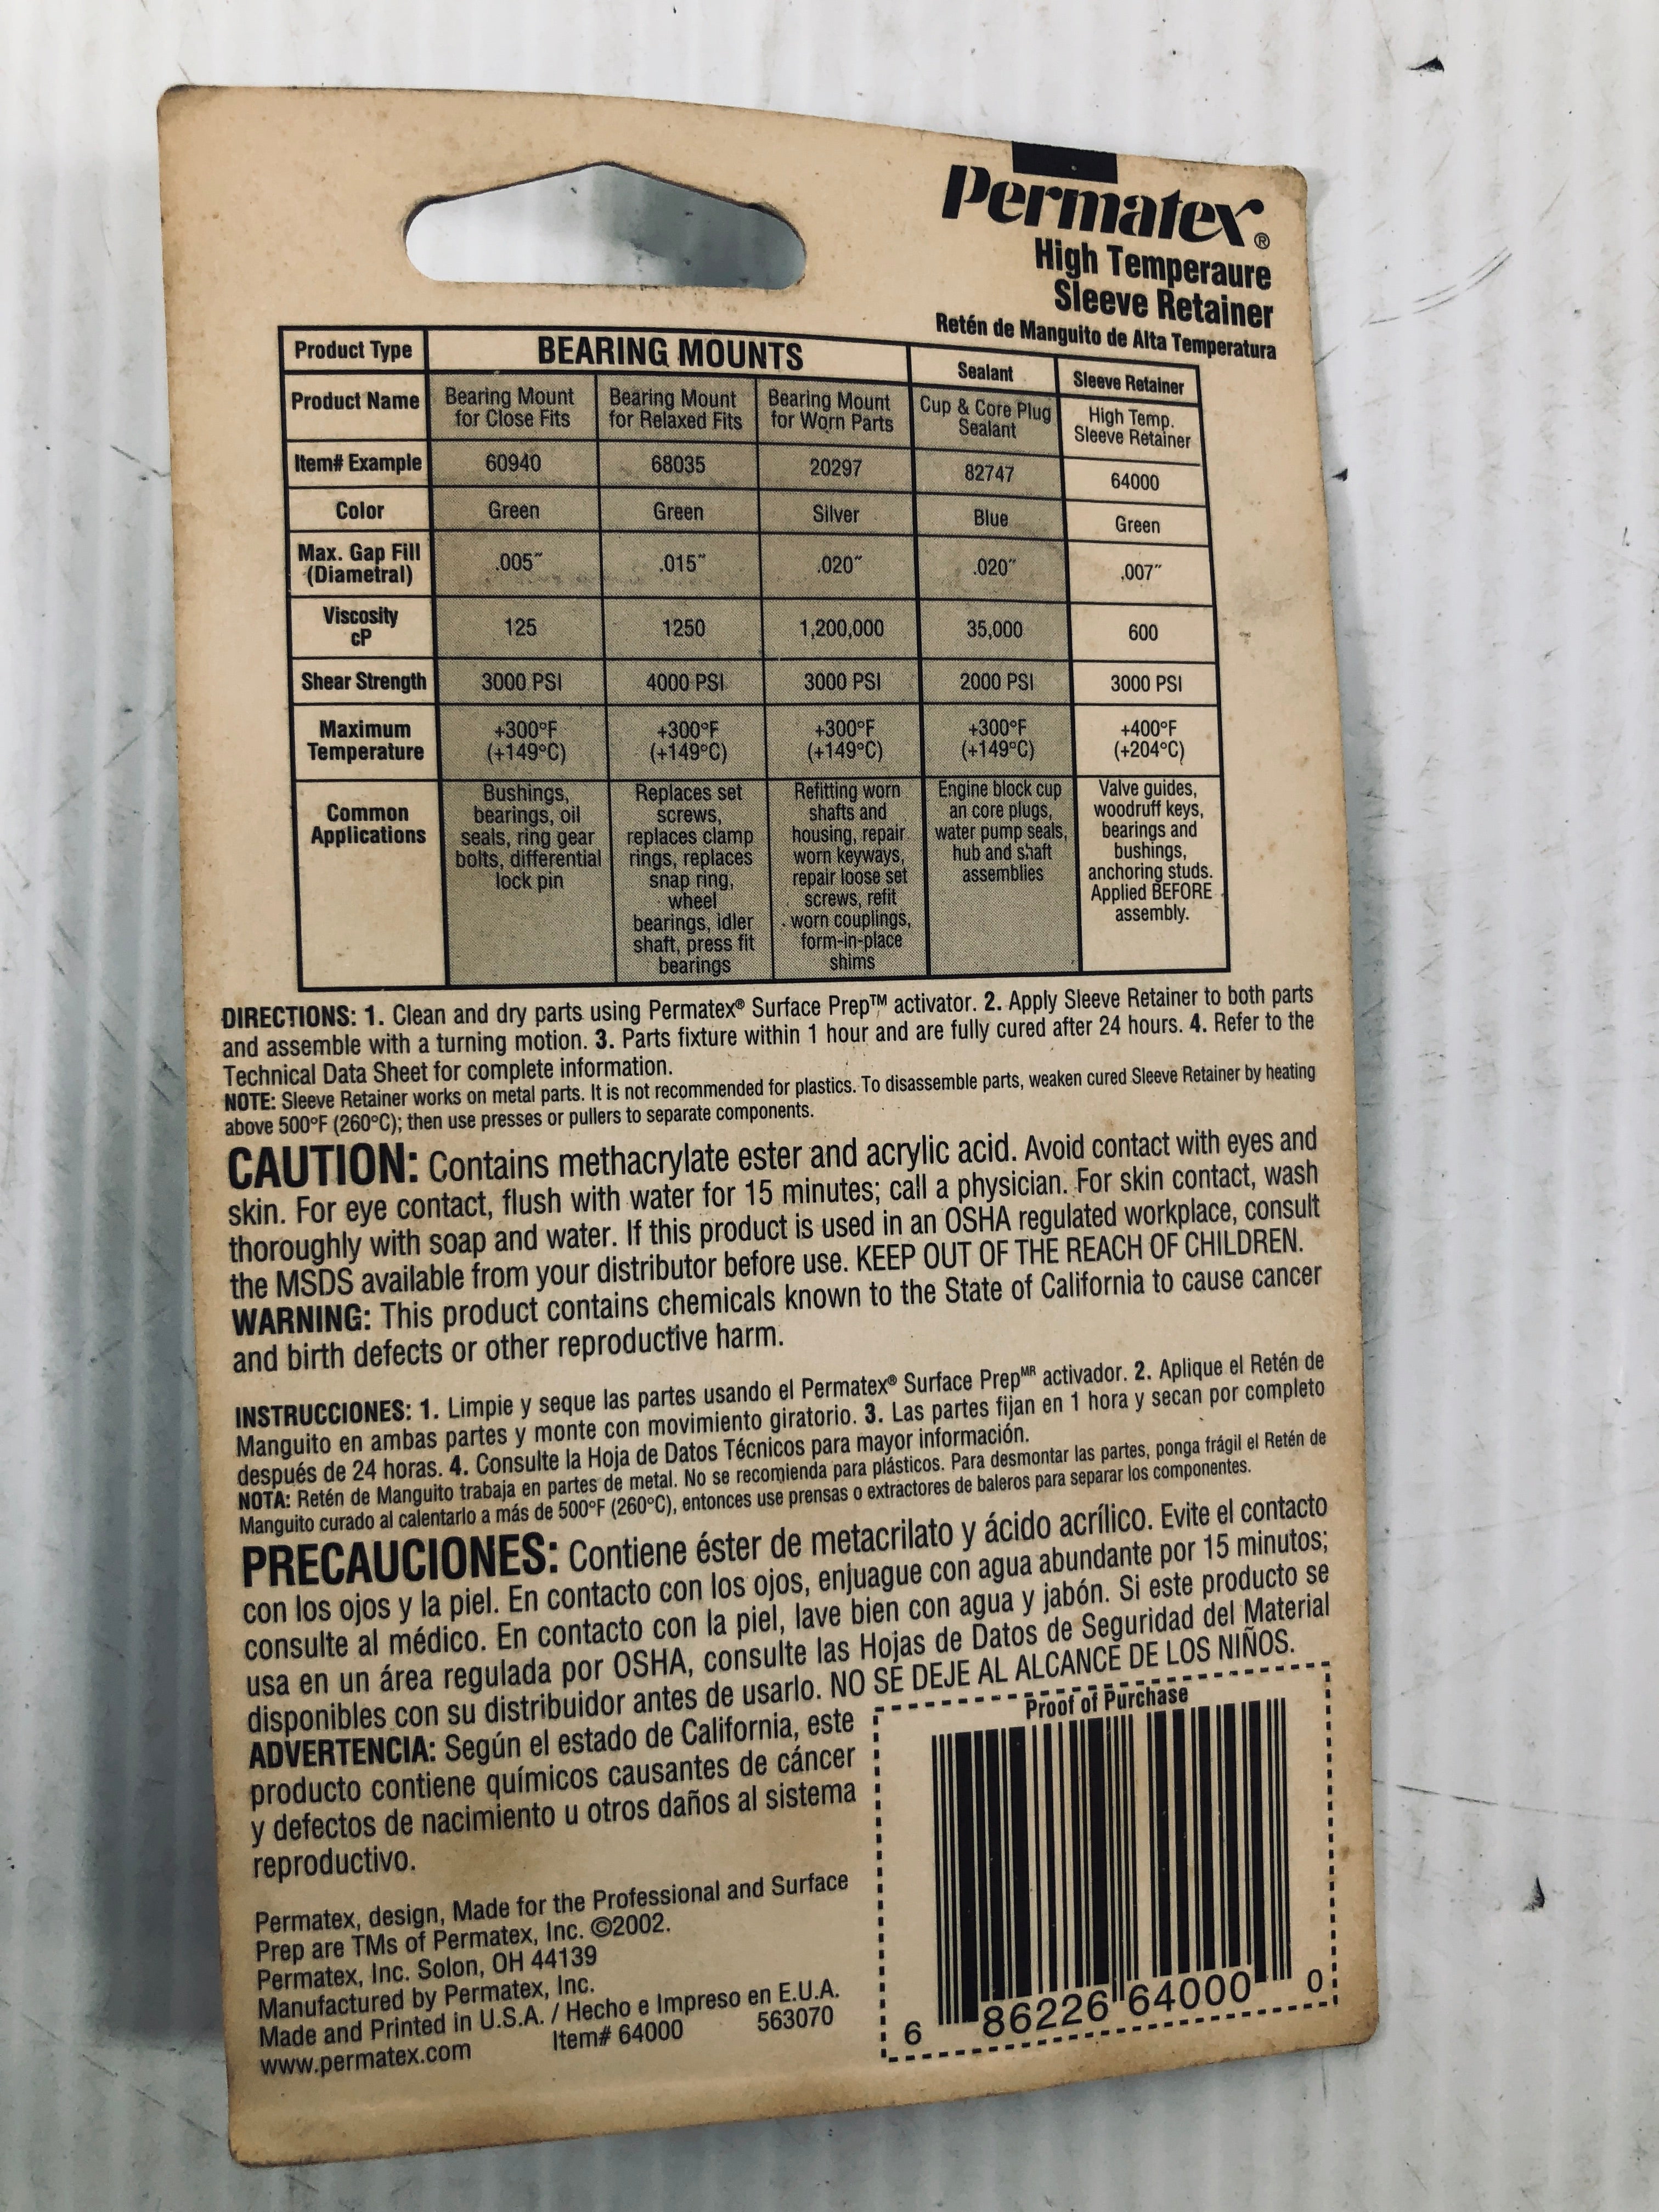 Permatex®
High Temperaure
Sleeve Retainer
Retén de Manguito de Alta Temperatura
Product Type BEARING MOUNTS Sealant Sleeve Retainer
Product Name Bearing Mount for Close Fits Bearing Mount for Relaxed Fits Bearing Mount for Worn Parts Cup & Core Plug Sealant High Temp. Sleeve Retainer
Item# Example 60940 68035 20297 82747 64000
Color Green Green Silver Blue Green
Max. Gap Fill (Diametral) .005˝ .015˝ .020˝ .020˝ .007˝
Viscosity cP 125 1250 1,200,000 35,000 600
Shear Strength 3000 PSI 4000 PSI 3000 PSI 2000 PSI 3000 PSI
Maximum Temperature +300°F (+149°C) +300°F (+149°C) +300°F (+149°C) +300°F (+149°C) +400°F (+204°C)
Common Applications Bushings, bearings, oil seals, ring gear bolts, differential lock pin Replaces set screws, replaces clamp rings, replaces snap ring, wheel bearings, idler shaft, press fit bearings Refitting worn shafts and housing, repair worn keyways, repair loose set screws, refit worn couplings, form-in-place shims Engine block cup an core plugs, water pump seals, hub and shaft assemblies Valve guides, woodruff keys, bearings and bushings, anchoring studs. Applied BEFORE assembly.
DIRECTIONS: 1. Clean and dry parts using Permatex® Surface Prep™ activator. 2. Apply Sleeve Retainer to both parts
and assemble with a turning motion. 3. Parts fixture within 1 hour and are fully cured after 24 hours. 4. Refer to the
Technical Data Sheet for complete information.
NOTE: Sleeve Retainer works on metal parts. It is not recommended for plastics. To disassemble parts, weaken cured Sleeve Retainer by heating
above 500°F (260°C); then use presses or pullers to separate components.
CAUTION: Contains methacrylate ester and acrylic acid. Avoid contact with eyes and
skin. For eye contact, flush with water for 15 minutes; call a physician. For skin contact, wash
thoroughly with soap and water. If this product is used in an OSHA regulated workplace, consult
the MSDS available from your distributor before use. KEEP OUT OF THE REACH OF CHILDREN.
WARNING: This product contains chemicals known to the State of California to cause cancer
and birth defects or other reproductive harm.
INSTRUCCIONES: 1. Limpie y seque las partes usando el Permatex® Surface Prep ᴹᴿ activador. 2. Aplique el Retén de
Manguito en ambas partes y monte con movimiento giratorio. 3. Las partes fijan en 1 hora y secan por completo
después de 24 horas. 4. Consulte la Hoja de Datos Técnicos para mayor información.
NOTA: Retén de Manguito trabaja en partes de metal. No se recomienda para plásticos. Para desmontar las partes, ponga frágil el Retén de
Manguito curado al calentarlo a más de 500°F (260°C), entonces use prensas o extractores de baleros para separar los componentes.
PRECAUCIONES: Contiene éster de metacrilato y ácido acrílico. Evite el contacto
con los ojos y la piel. En contacto con los ojos, enjuague con agua abundante por 15 minutos;
consulte al médico. En contacto con la piel, lave bien con agua y jabón. Si este producto se
usa en un área regulada por OSHA, consulte las Hojas de Datos de Seguridad del Material
disponibles con su distribuidor antes de usarlo. NO SE DEJE AL ALCANCE DE LOS NIÑOS.
ADVERTENCIA: Según el estado de California, este
producto contiene químicos causantes de cáncer
y defectos de nacimiento u otros daños al sistema
reproductivo.
Permatex, design, Made for the Professional and Surface
Prep are TMs of Permatex, Inc. ©2002.
Permatex, Inc. Solon, OH 44139
Manufactured by Permatex, Inc.
Made and Printed in U.S.A. / Hecho e Impreso en E.U.A.
www.permatex.com Item# 64000 563070
Proof of Purchase
6 86226 64000 0